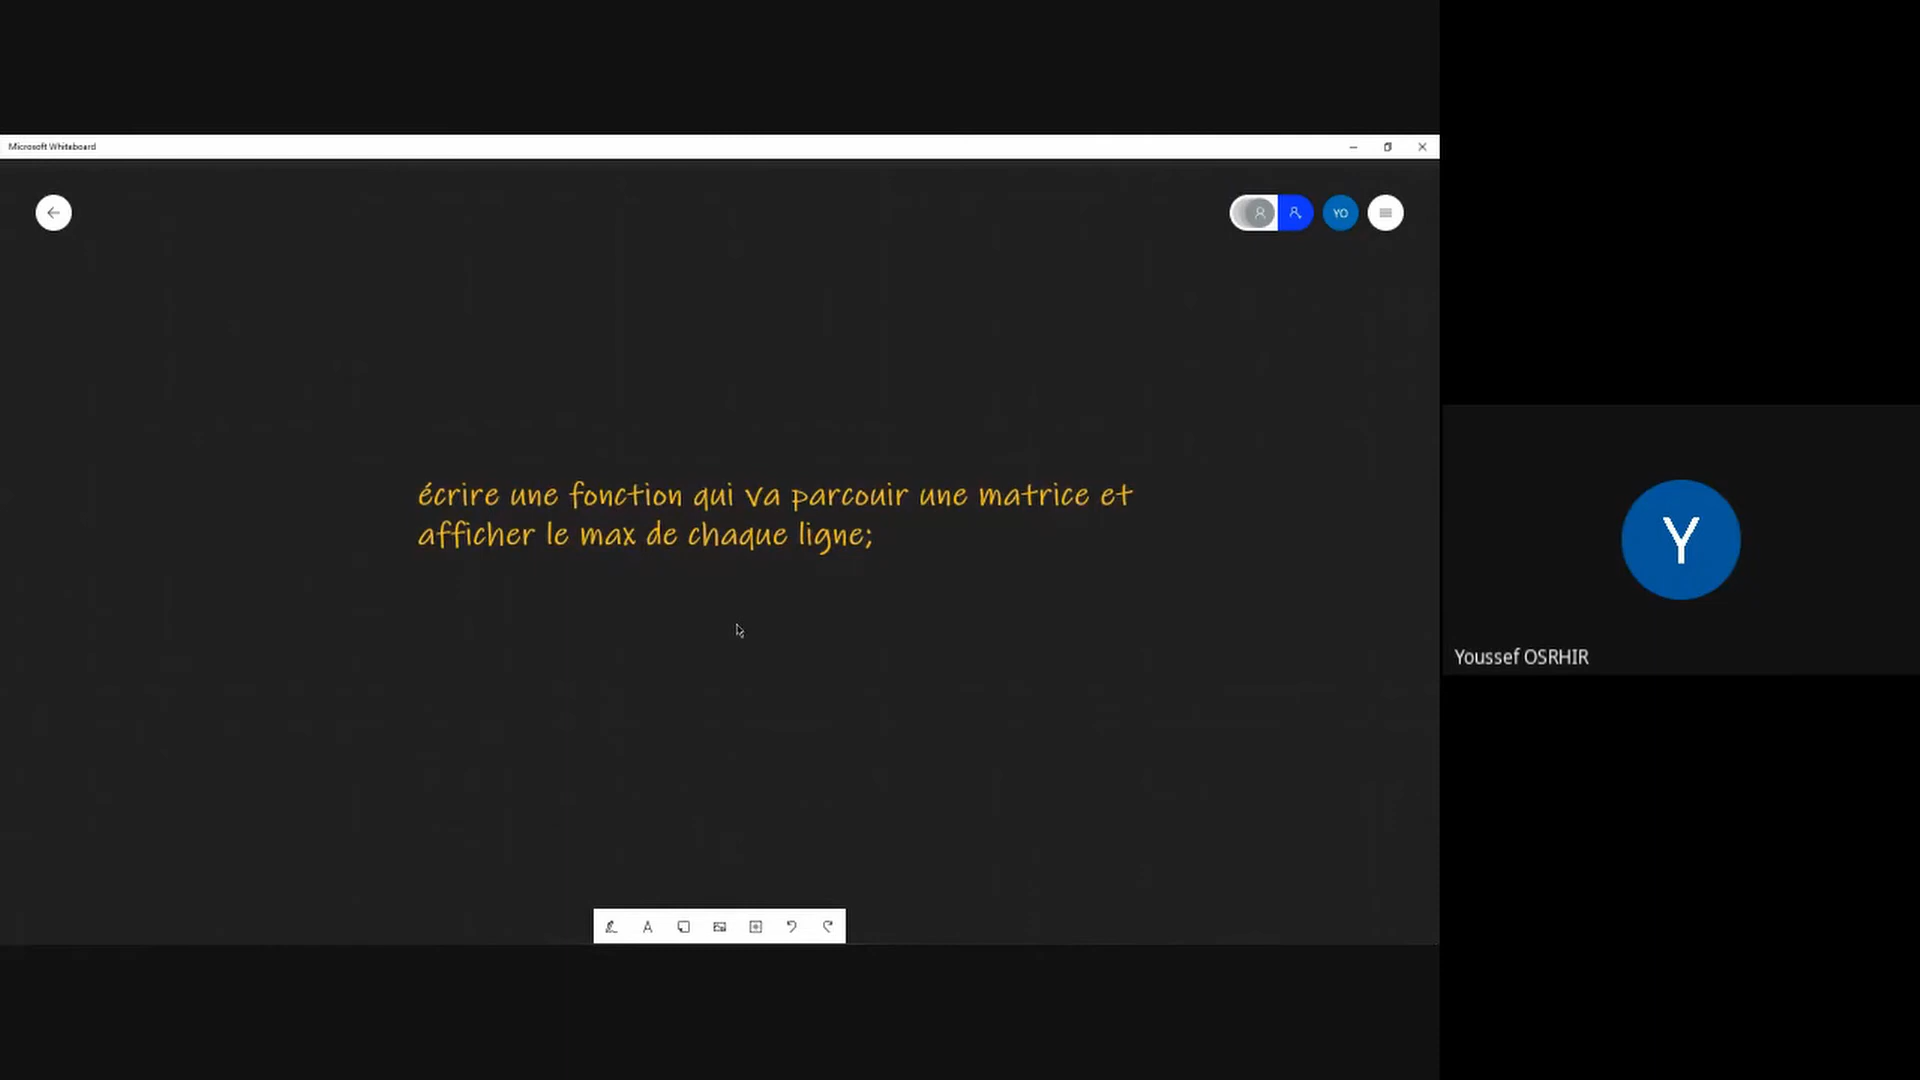 Microsoft Whiteboard
YO
écrire une fonction qui va parcouir une matrice et
afficher le max de chaque ligne;
Y
Youssef OSRHIR